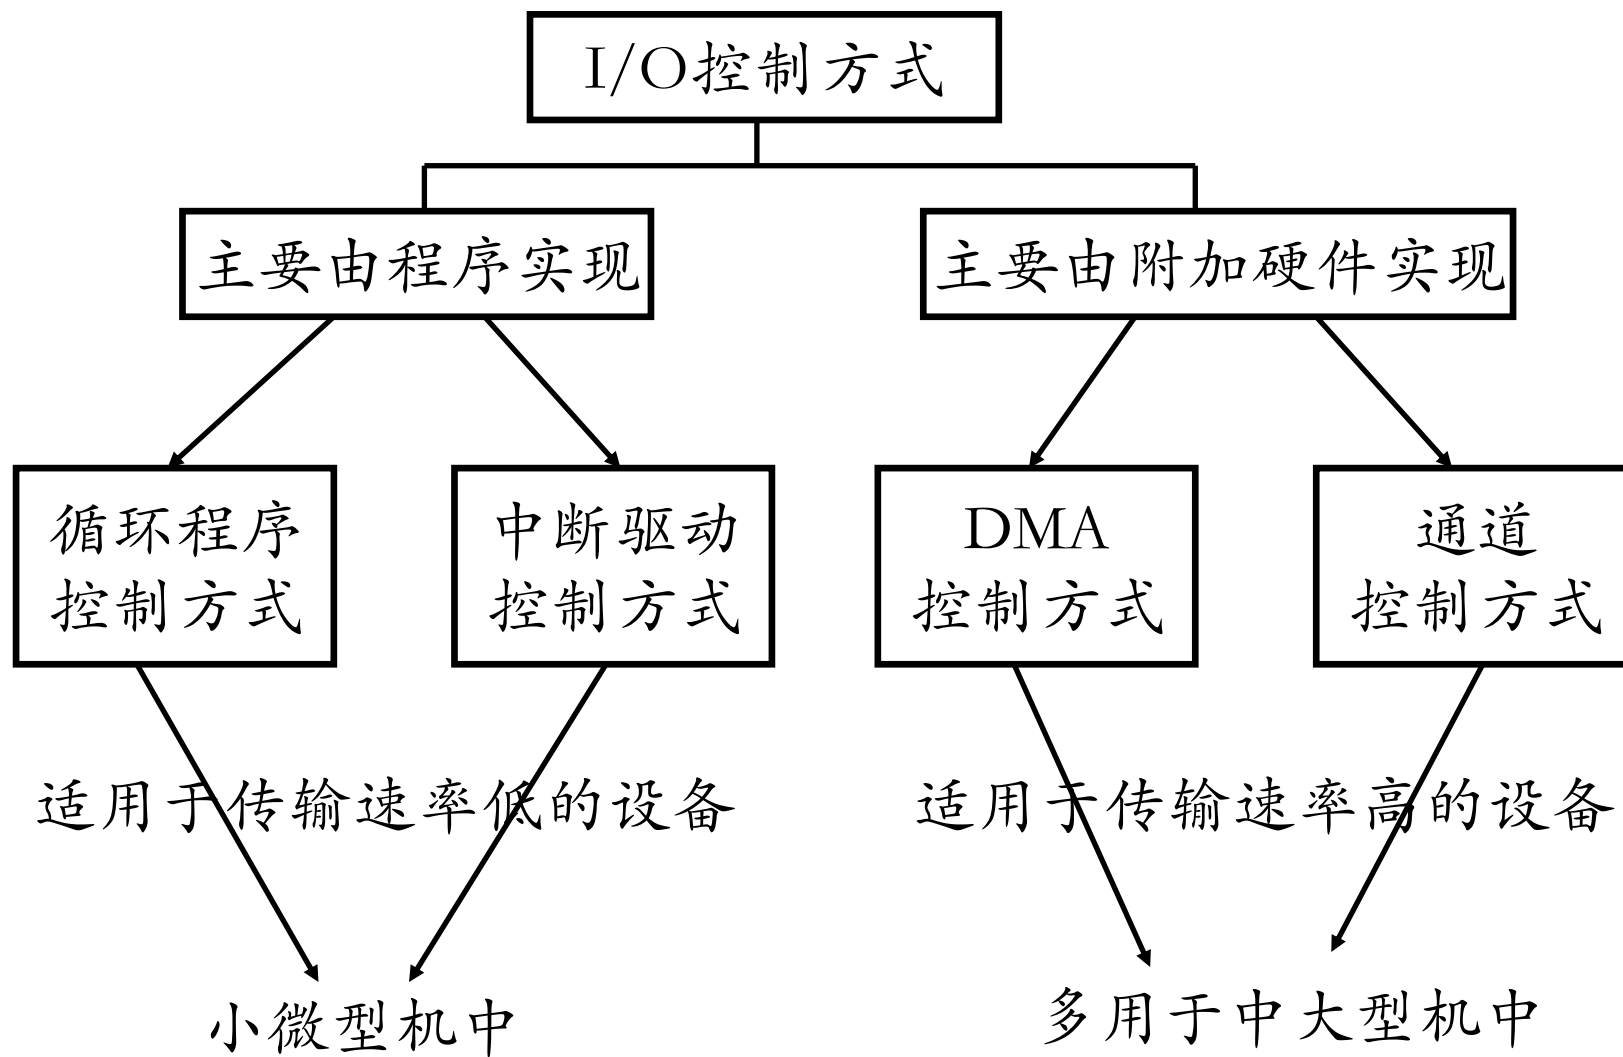 I/O控制方式
主要由程序实现
主要由附加硬件实现
循环程序
控制方式
中断驱动
控制方式
DMA
控制方式
通道
控制方式
适用于传输速率低的设备
适用于传输速率高的设备
小微型机中
多用于中大型机中